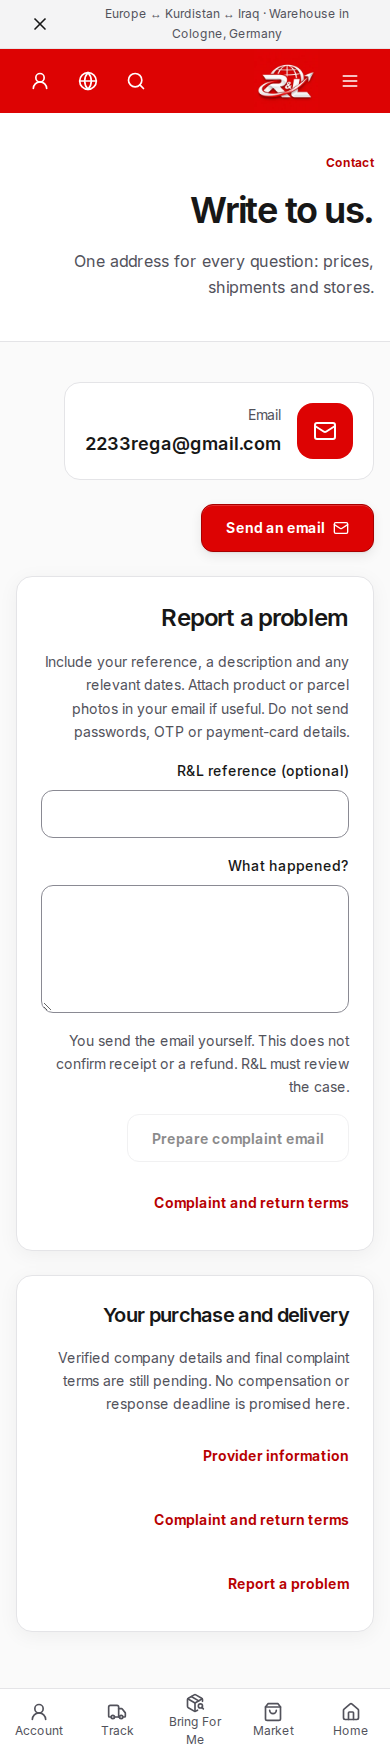 Europe ↔ Kurdistan ↔ Iraq · Warehouse in
Cologne, Germany
R&L
Contact
Write to us.
One address for every question: prices,
shipments and stores.
Email
2233rega@gmail.com
Send an email
Report a problem
Include your reference, a description and any
relevant dates. Attach product or parcel
photos in your email if useful. Do not send
passwords, OTP or payment-card details.
R&L reference (optional)
What happened?
You send the email yourself. This does not
confirm receipt or a refund. R&L must review
the case.
Prepare complaint email
Complaint and return terms
Your purchase and delivery
Verified company details and final complaint
terms are still pending. No compensation or
response deadline is promised here.
Provider information
Complaint and return terms
Report a problem
Account
Track
Bring For
Me
Market
Home